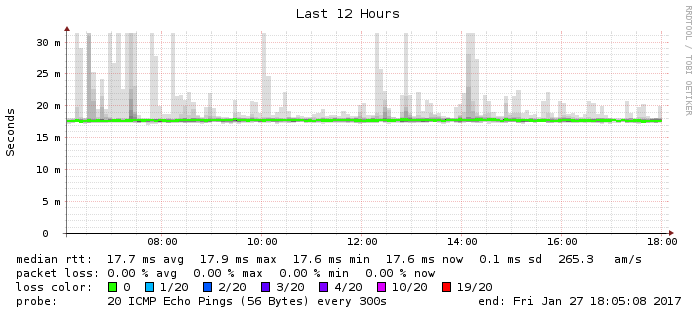 Last 12 Hours
RRDTOOL / TOBI OETIKER
Seconds
30 m
25 m
20 m
15 m
10 m
5 m
0
08:00 10:00 12:00 14:00 16:00 18:00
median rtt: 17.7 ms avg 17.9 ms max 17.6 ms min 17.6 ms now 0.1 ms sd 265.3 am/s
packet loss: 0.00 % avg 0.00 % max 0.00 % min 0.00 % now
loss color: 0 1/20 2/20 3/20 4/20 10/20 19/20
probe: 20 ICMP Echo Pings (56 Bytes) every 300s end: Fri Jan 27 18:05:08 2017